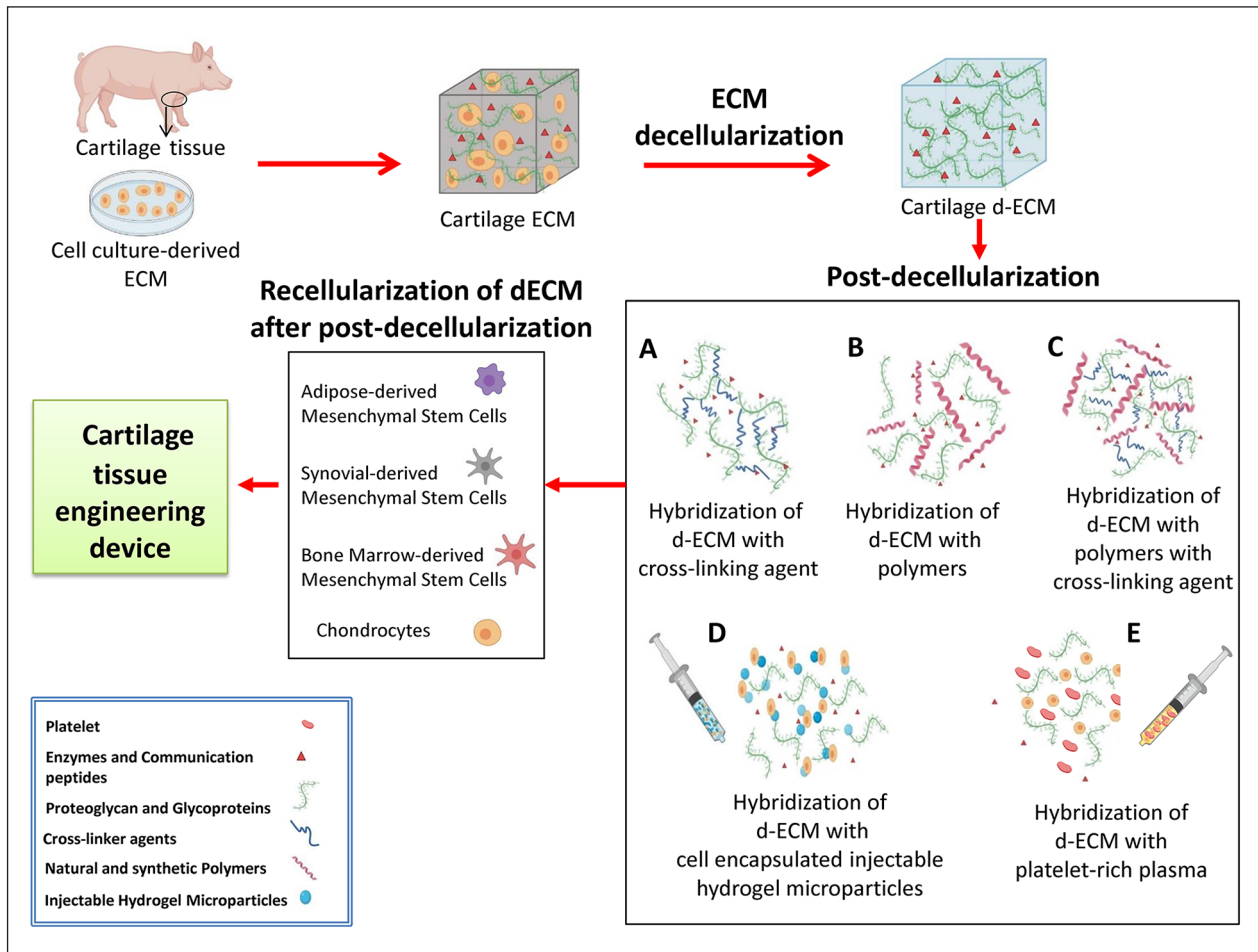 Cartilage tissue
Cell culture-derived
ECM
Cartilage ECM
ECM
decellularization
Cartilage d-ECM
Post-decellularization
A
Hybridization of
d-ECM with
cross-linking agent
B
Hybridization of
d-ECM with
polymers
C
Hybridization of
d-ECM with
polymers with
cross-linking agent
D
Hybridization of
d-ECM with
cell encapsulated injectable
hydrogel microparticles
E
Hybridization of
d-ECM with
platelet-rich plasma
Recellularization of dECM
after post-decellularization
Adipose-derived
Mesenchymal Stem Cells
Synovial-derived
Mesenchymal Stem Cells
Bone Marrow-derived
Mesenchymal Stem Cells
Chondrocytes
Cartilage
tissue
engineering
device
Platelet
Enzymes and Communication
peptides
Proteoglycan and Glycoproteins
Cross-linker agents
Natural and synthetic Polymers
Injectable Hydrogel Microparticles